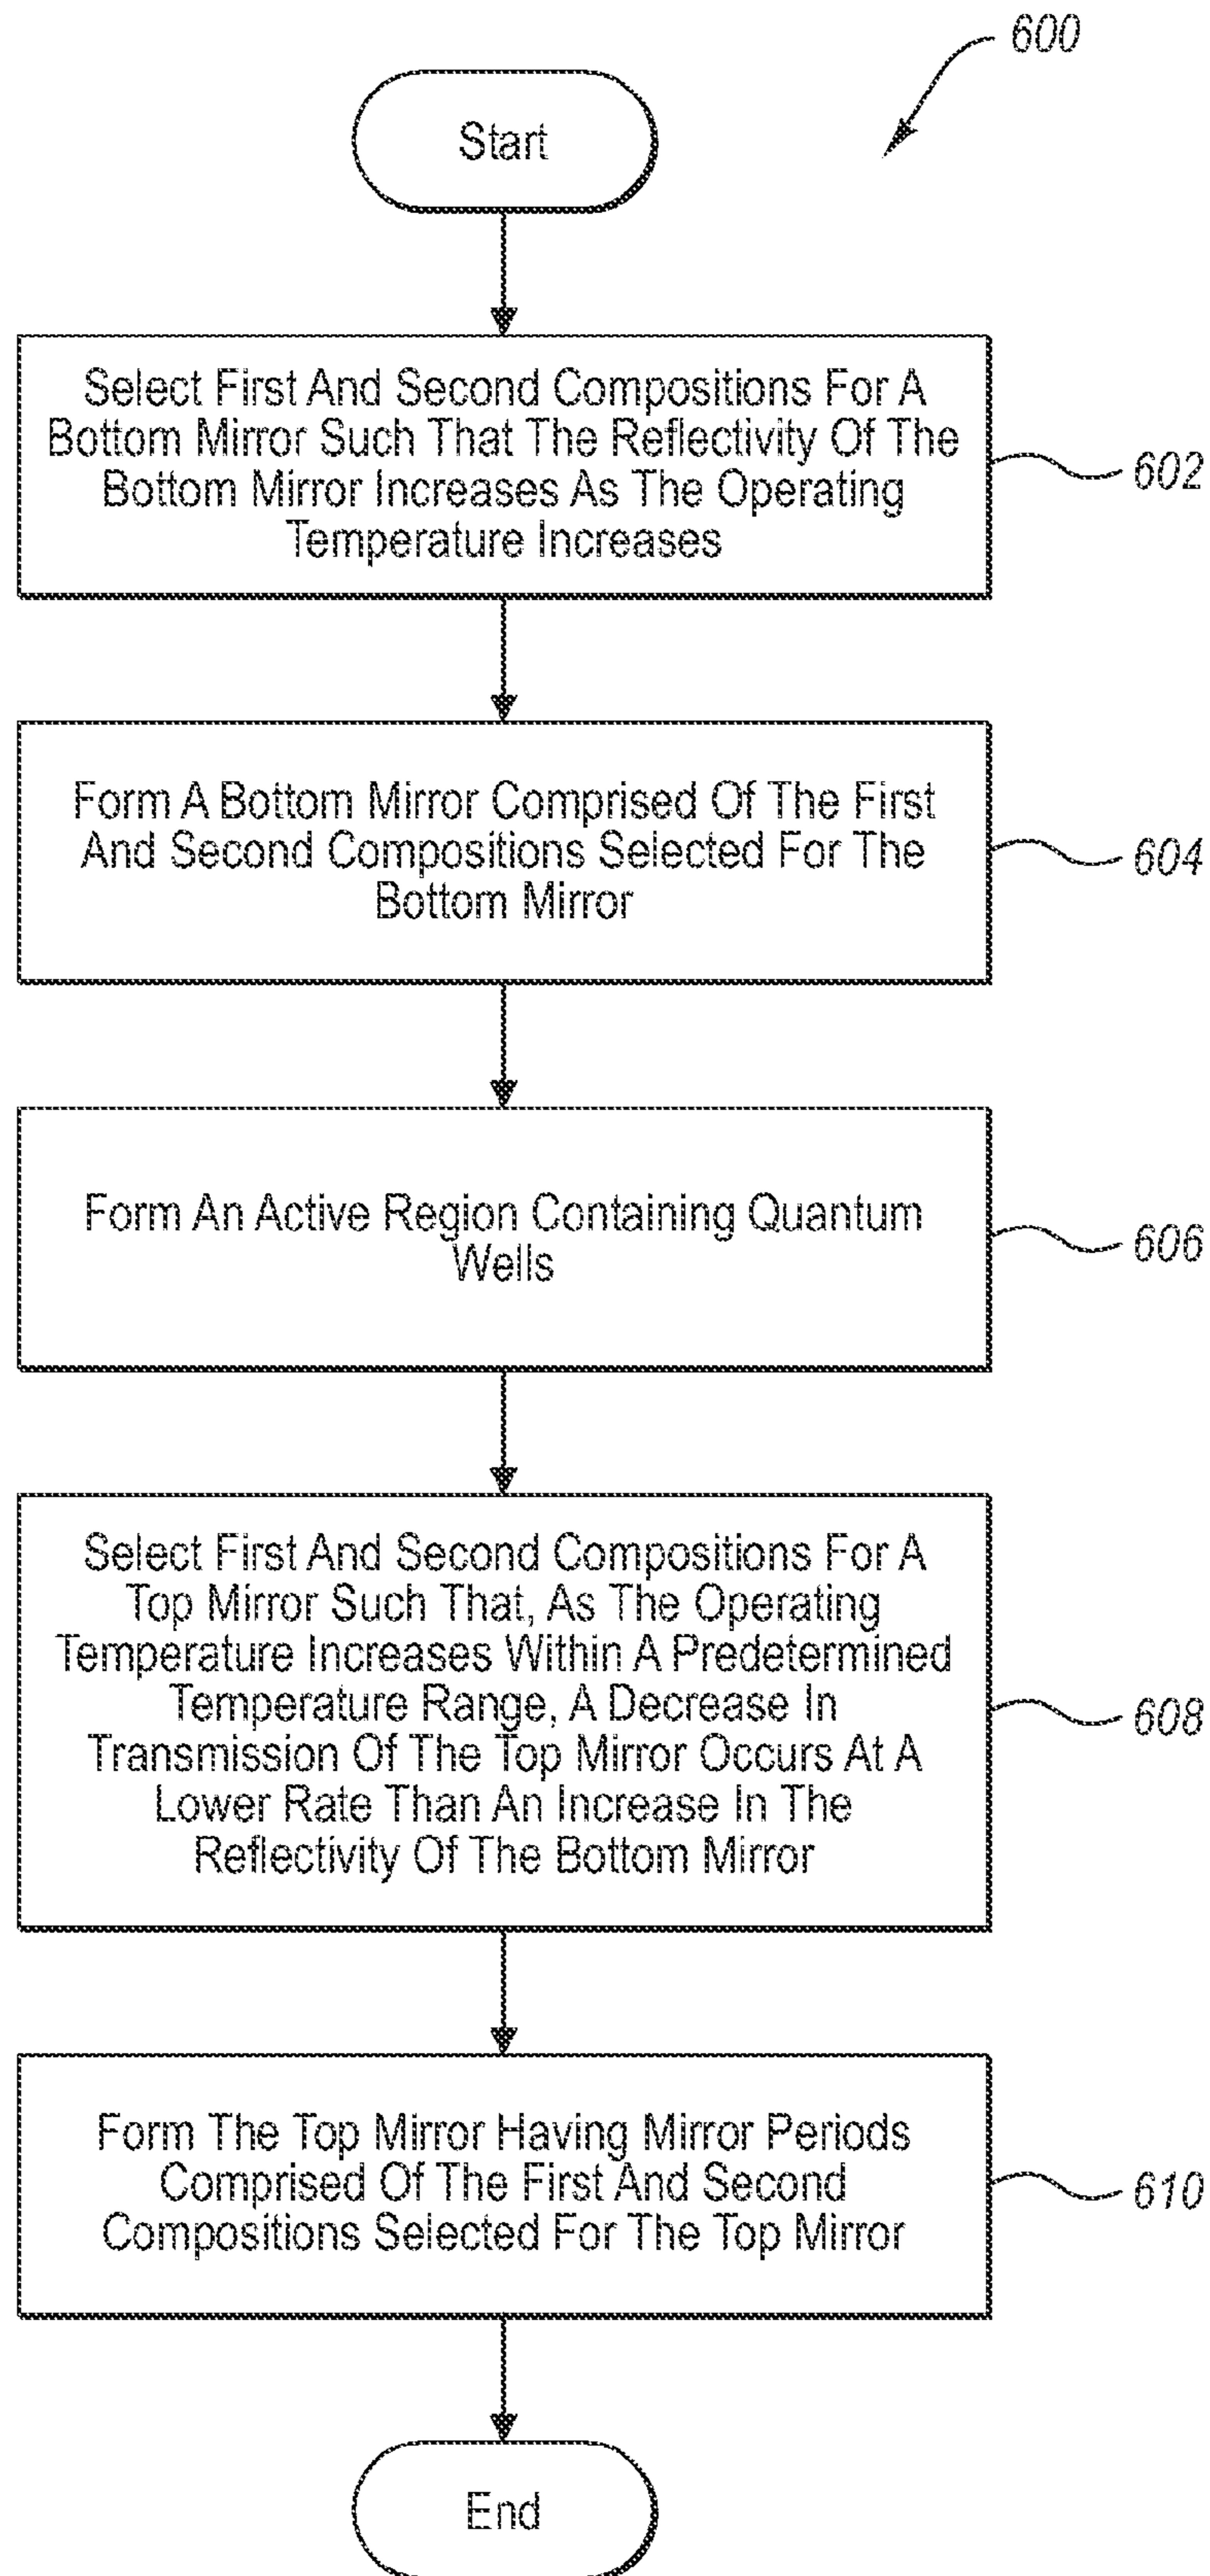 600
Start
Select First And Second Compositions For A
Bottom Mirror Such That The Reflectivity Of The
Bottom Mirror Increases As The Operating
Temperature Increases
602
Form A Bottom Mirror Comprised Of The First
And Second Compositions Selected For The
Bottom Mirror
604
Form An Active Region Containing Quantum
Wells
606
Select First And Second Compositions For A
Top Mirror Such That, As The Operating
Temperature Increases Within A Predetermined
Temperature Range, A Decrease In
Transmission Of The Top Mirror Occurs At A
Lower Rate Than An Increase In The
Reflectivity Of The Bottom Mirror
608
Form The Top Mirror Having Mirror Periods
Comprised Of The First And Second
Compositions Selected For The Top Mirror
610
End